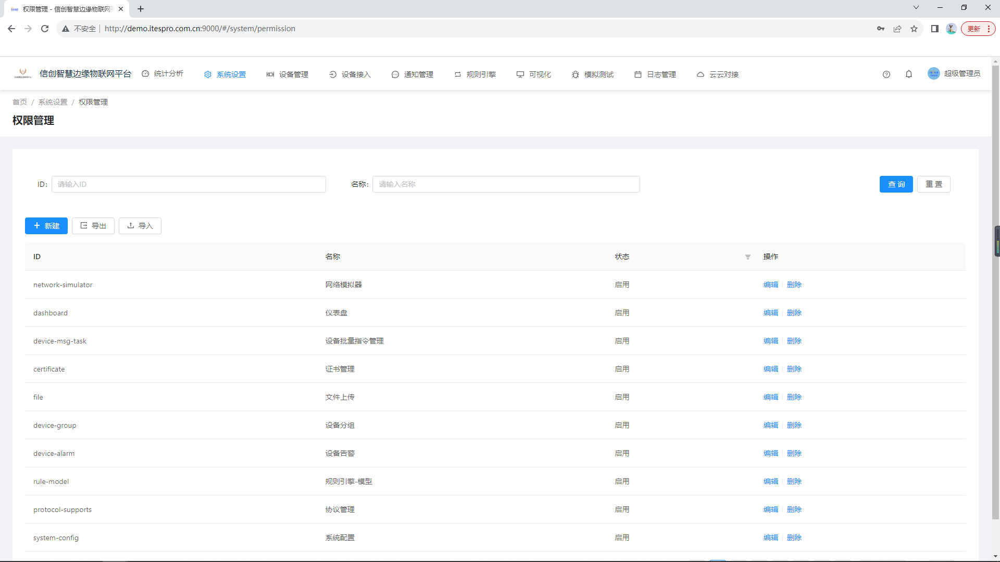 权限管理 - 信创智慧边缘物联网平
不安全 http://demo.itespro.com.cn:9000/#/system/permission 更新
信创智慧边缘物联网平台 统计分析 系统设置 设备管理 设备接入 通知管理 规则引擎 可视化 模拟测试 日志管理 云云对接 超级管理员
首页 / 系统设置 / 权限管理
权限管理
ID: 请输入ID 名称: 请输入名称 查 询 重 置
新建 导出 导入
ID 名称 状态 操作
network-simulator 网络模拟器 启用 编辑 删除
dashboard 仪表盘 启用 编辑 删除
device-msg-task 设备批量指令管理 启用 编辑 删除
certificate 证书管理 启用 编辑 删除
file 文件上传 启用 编辑 删除
device-group 设备分组 启用 编辑 删除
device-alarm 设备告警 启用 编辑 删除
rule-model 规则引擎-模型 启用 编辑 删除
protocol-supports 协议管理 启用 编辑 删除
system-config 系统配置 启用 编辑 删除